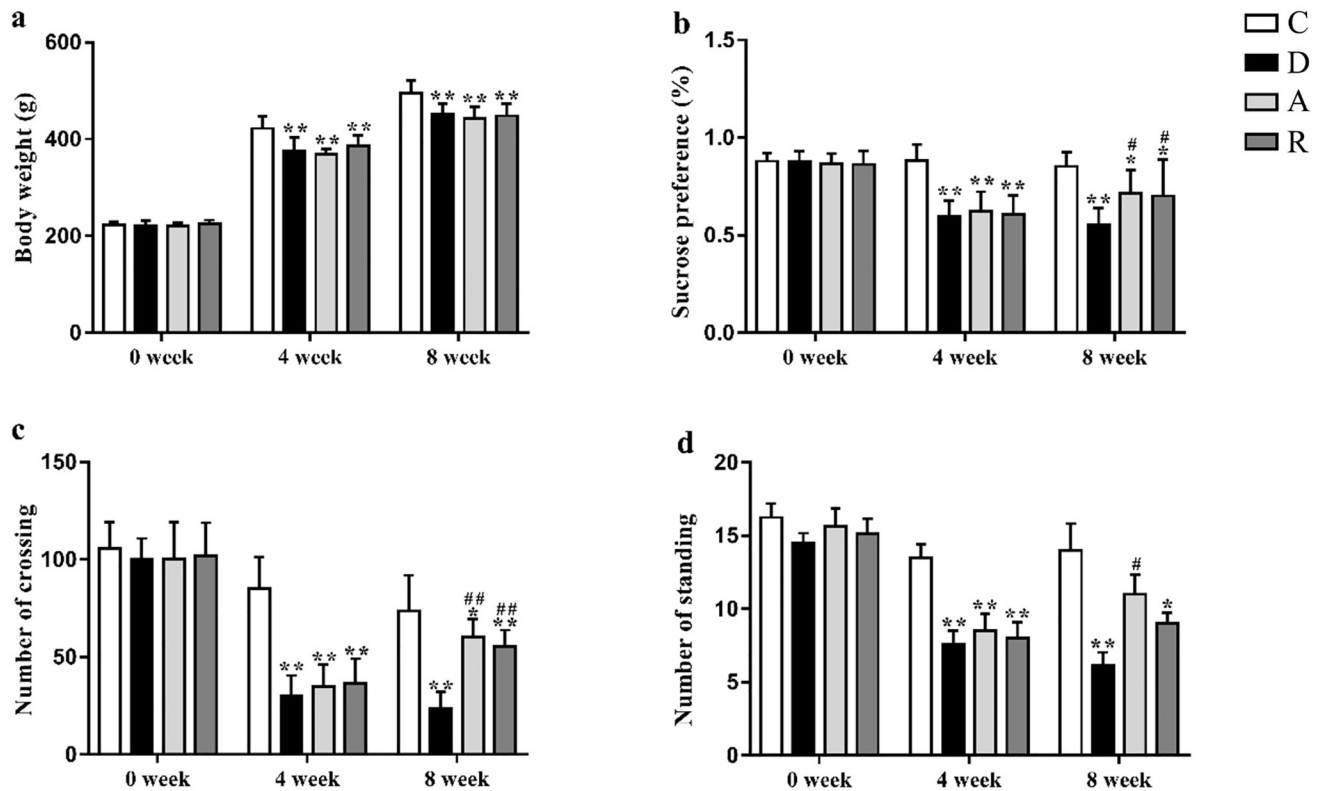 a
Body weight (g)
600
400
200
0
** ** **
** ** **
0 week
4 week
8 week
b
Sucrose preference (%)
1.5
1.0
0.5
0.0
** ** **
**
#
*
#
*
0 week
4 week
8 week
C
D
A
R
c
Number of crossing
150
100
50
0
** ** **
**
##
*
##
**
0 week
4 week
8 week
d
Number of standing
20
15
10
5
0
** ** **
**
#
*
0 week
4 week
8 week